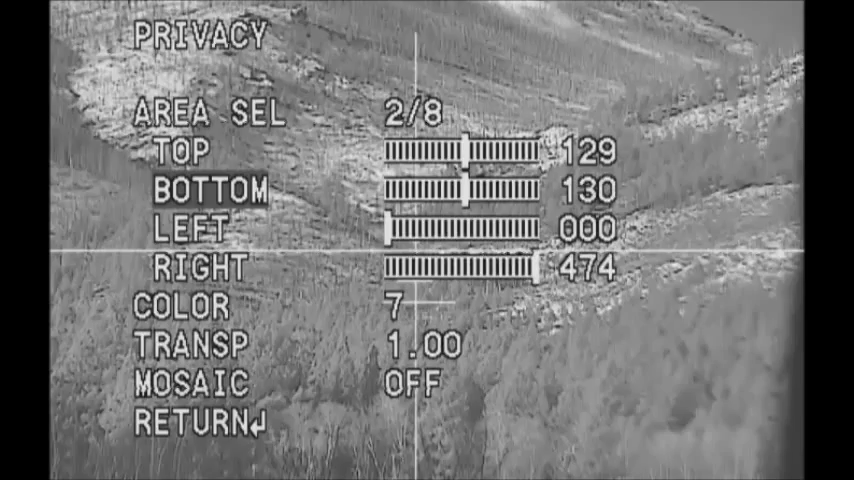 PRIVACY
AREA SEL 2/8
TOP 129
BOTTOM 130
LEFT 000
RIGHT 474
COLOR 7
TRANSP 1.00
MOSAIC OFF
RETURN↵